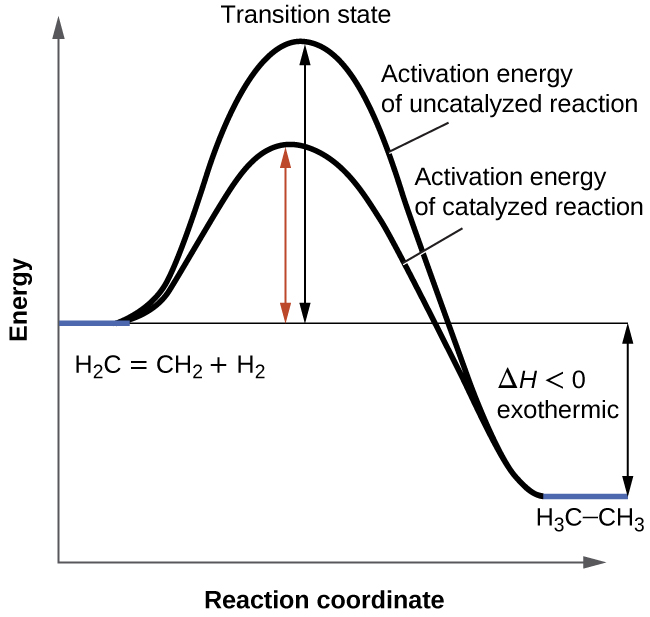 Transition state
Activation energy
of uncatalyzed reaction
Activation energy
of catalyzed reaction
Energy
H₂C = CH₂ + H₂
ΔH < 0
exothermic
H₃C–CH₃
Reaction coordinate